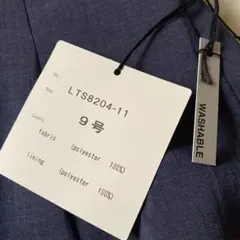 LTS8204-11
9号
fabric
(polyester 100%)
lining
(polyester 100%)
WASHABLE